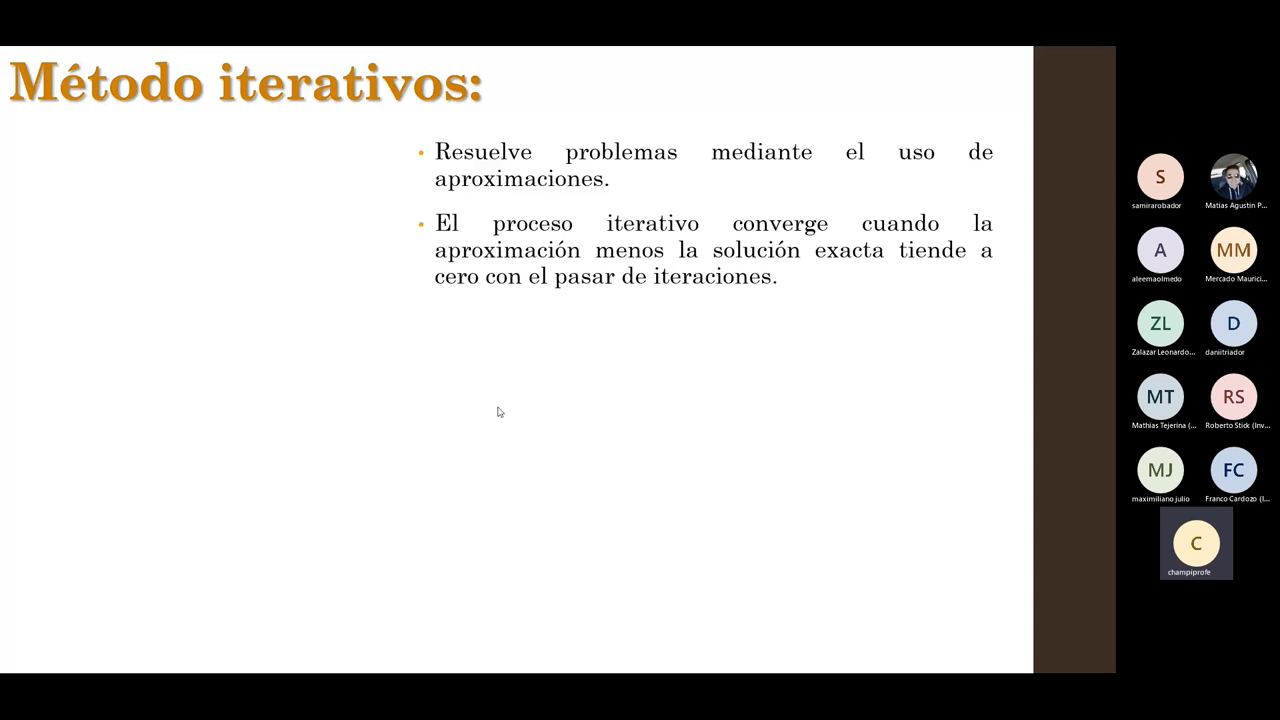 Método iterativos:
• Resuelve problemas mediante el uso de
aproximaciones.
• El proceso iterativo converge cuando la
aproximación menos la solución exacta tiende a
cero con el pasar de iteraciones.
S
samirarobador
Matias Agustin P...
A
MM
aleemaolmedo
Mercado Maurici...
ZL
D
Zalazar Leonardo...
daniitriador
MT
RS
Mathias Tejerina (...
Roberto Stick (Inv...
MJ
FC
maximiliano julio
Franco Cardozo (I...
C
champiprofe